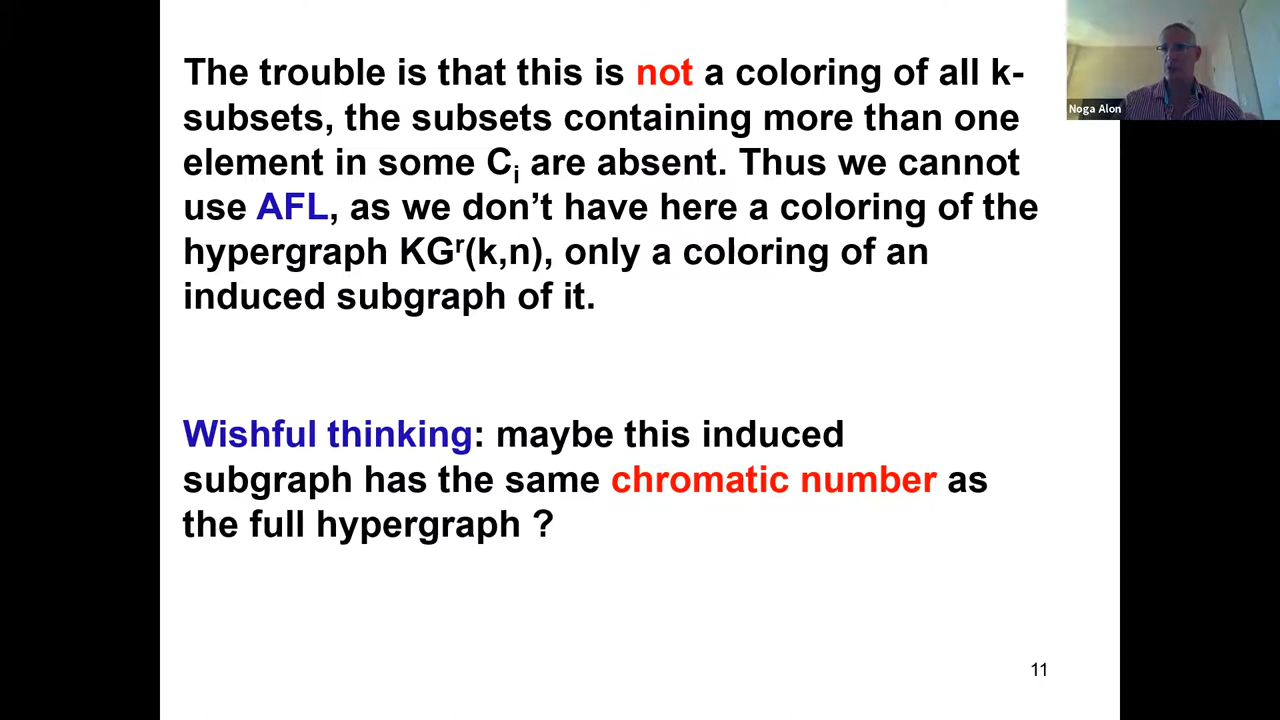 The trouble is that this is not a coloring of all k-
subsets, the subsets containing more than one
element in some Ci are absent. Thus we cannot
use AFL, as we don’t have here a coloring of the
hypergraph KGʳ(k,n), only a coloring of an
induced subgraph of it.
Wishful thinking: maybe this induced
subgraph has the same chromatic number as
the full hypergraph ?
11
Noga Alon